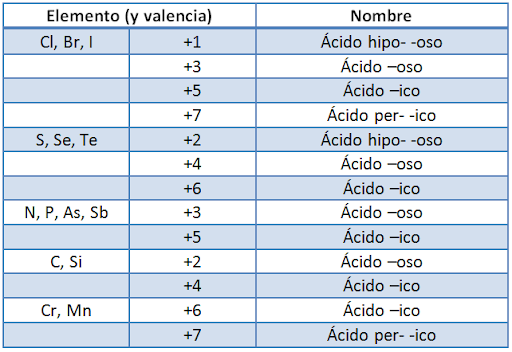 Elemento (y valencia) Nombre
Cl, Br, I +1 Ácido hipo- -oso
+3 Ácido –oso
+5 Ácido –ico
+7 Ácido per- -ico
S, Se, Te +2 Ácido hipo- -oso
+4 Ácido –oso
+6 Ácido –ico
N, P, As, Sb +3 Ácido –oso
+5 Ácido –ico
C, Si +2 Ácido –oso
+4 Ácido –ico
Cr, Mn +6 Ácido –ico
+7 Ácido per- -ico